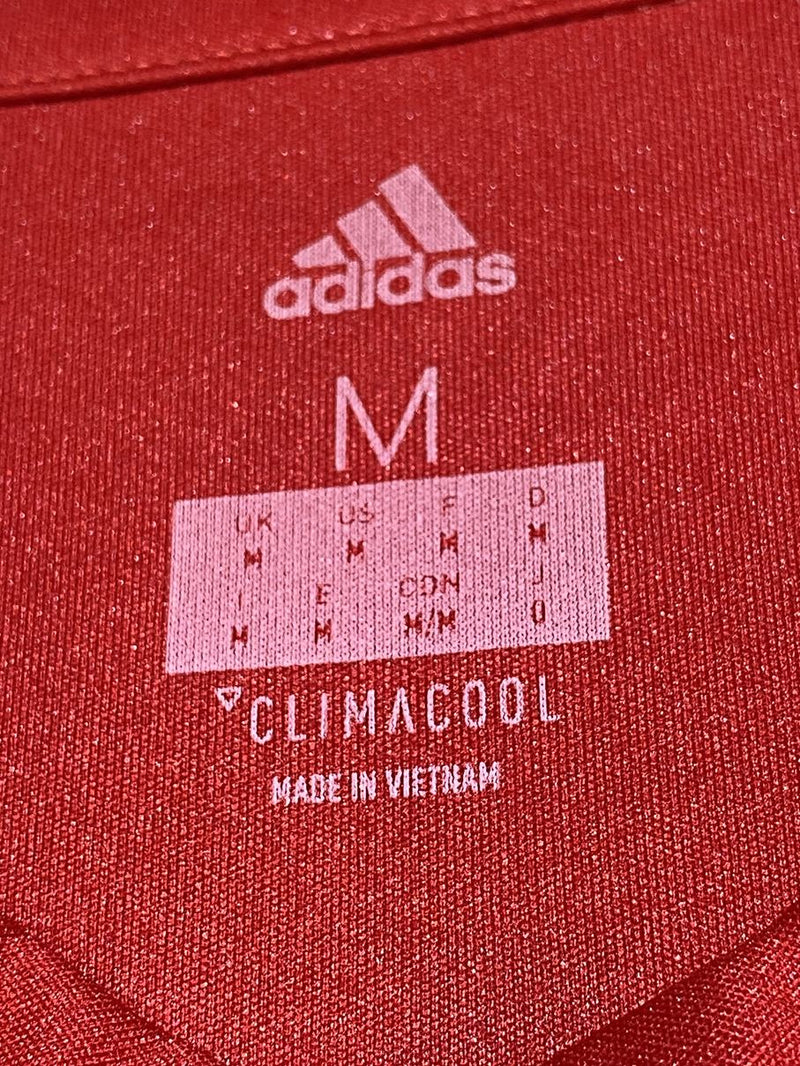 adidas
M
UK US F D
M M M M
I E CDN J
M M M/M O
CLIMACOOL
MADE IN VIETNAM